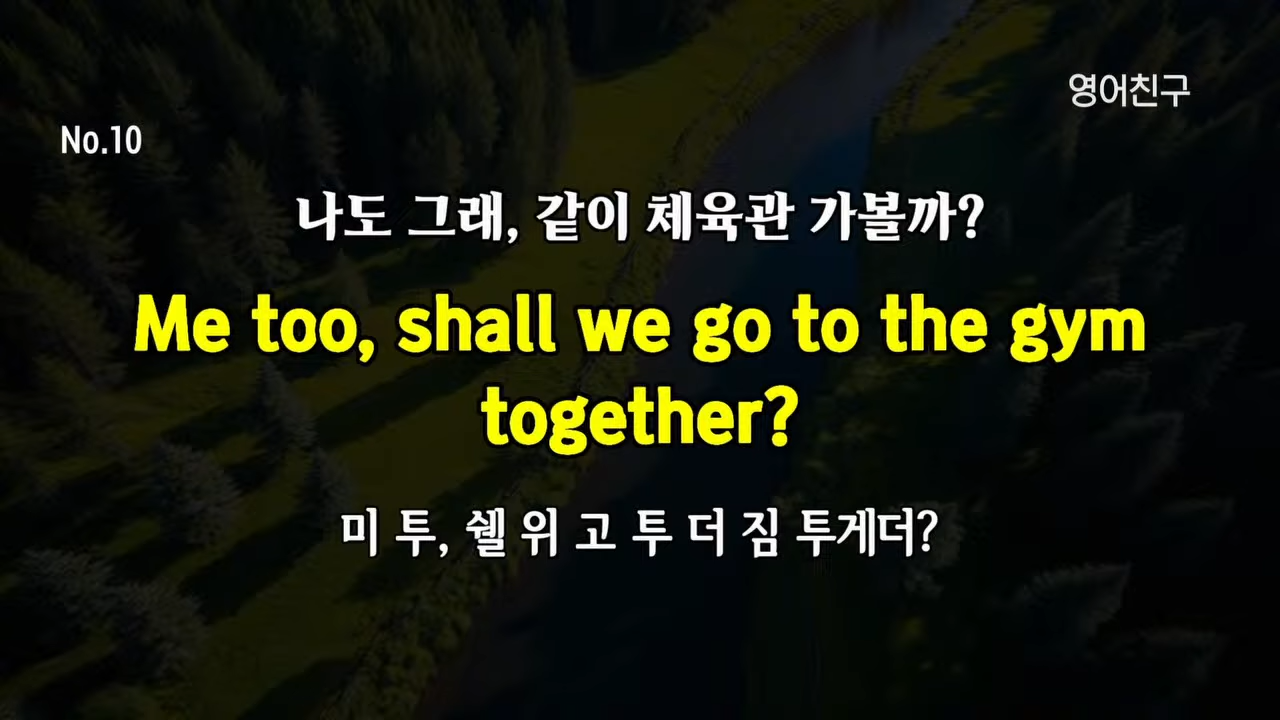 영어친구
No.10
나도 그래, 같이 체육관 가볼까?
Me too, shall we go to the gym
together?
미 투, 쉘 위 고 투 더 짐 투게더?